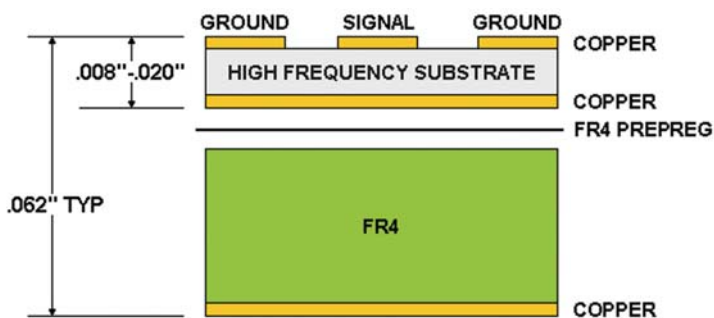 GROUND SIGNAL GROUND
COPPER
.008"-.020"
HIGH FREQUENCY SUBSTRATE
COPPER
FR4 PREPREG
.062" TYP
FR4
COPPER